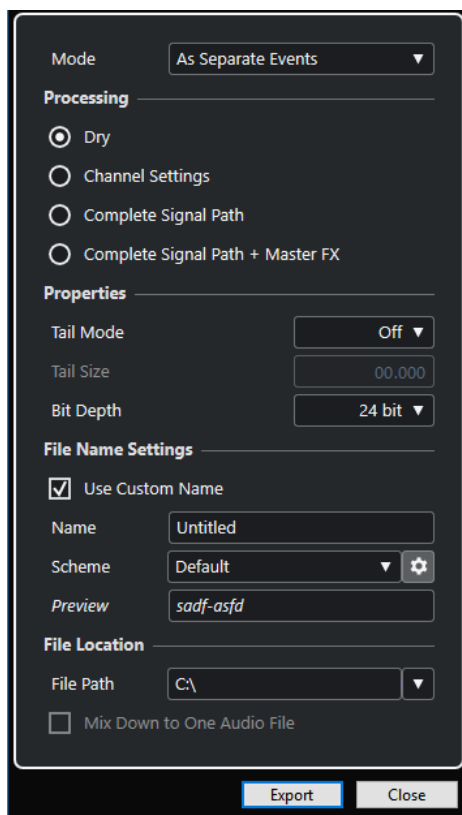 Mode As Separate Events
Processing
Dry
Channel Settings
Complete Signal Path
Complete Signal Path + Master FX
Properties
Tail Mode Off
Tail Size 00.000
Bit Depth 24 bit
File Name Settings
Use Custom Name
Name Untitled
Scheme Default
Preview sadf-asfd
File Location
File Path C:\
Mix Down to One Audio File
Export Close